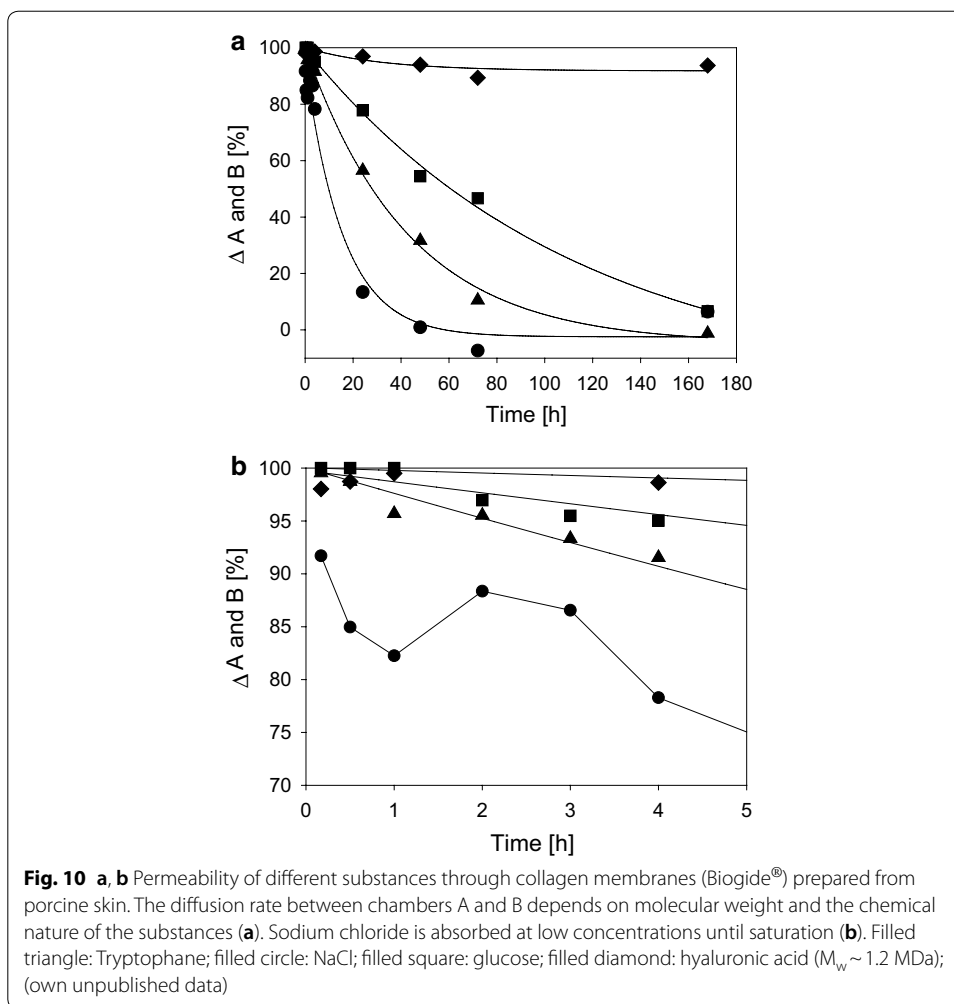 a
Δ A and B [%]
100
80
60
40
20
0
0 20 40 60 80 100 120 140 160 180
Time [h]
b
Δ A and B [%]
100
95
90
85
80
75
70
0 1 2 3 4 5
Time [h]
Fig. 10 a, b Permeability of different substances through collagen membranes (Biogide®) prepared from
porcine skin. The diffusion rate between chambers A and B depends on molecular weight and the chemical
nature of the substances (a). Sodium chloride is absorbed at low concentrations until saturation (b). Filled
triangle: Tryptophane; filled circle: NaCl; filled square: glucose; filled diamond: hyaluronic acid (Mw ~ 1.2 MDa);
(own unpublished data)